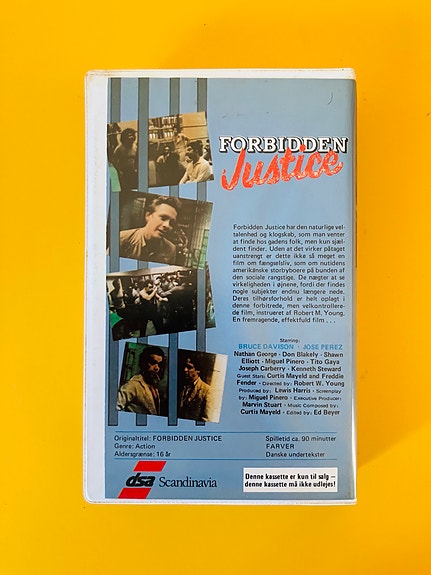 FORBIDDEN
Justice
Forbidden Justice har den naturlige vel-
talenhed og klogskab, som man venter
at finde hos gadens folk, men kun sjæl-
dent finder. Uden at det virker påtaget
uanstrengt er dette ikke så meget en
film om fængselsliv, som om nutidens
amerikanske storbyboere på bunden af
den sociale rangstige. De nægter at se
virkeligheden i øjnene, fordi der findes
nogle subjekter endnu længere nede.
Deres tilhørsforhold er helt oplagt i
denne forbitrede, men velkontrollere-
de film, instrueret af Robert M. Young.
En fremragende, effektfuld film . . .
Starring:
BRUCE DAVISON · JOSE PEREZ
Nathan George · Don Blakely · Shawn
Elliott · Miguel Pinero · Tito Gaya
Joseph Carberry · Kenneth Steward
Guest Stars: Curtis Mayeld and Freddie
Fender · Directed by: Robert W. Young
Produced by: Lewis Harris · Screenplay
by: Miguel Pinero · Executive Producer:
Marvin Stuart · Music Composed by:
Curtis Mayeld · Edited by: Ed Beyer
Originaltitel: FORBIDDEN JUSTICE
Genre: Action
Aldersgrænse: 16 år
Spilletid ca. 90 minutter
FARVER
Danske undertekster
dsa Scandinavia
Denne kassette er kun til salg –
denne kassette må ikke udlejes!